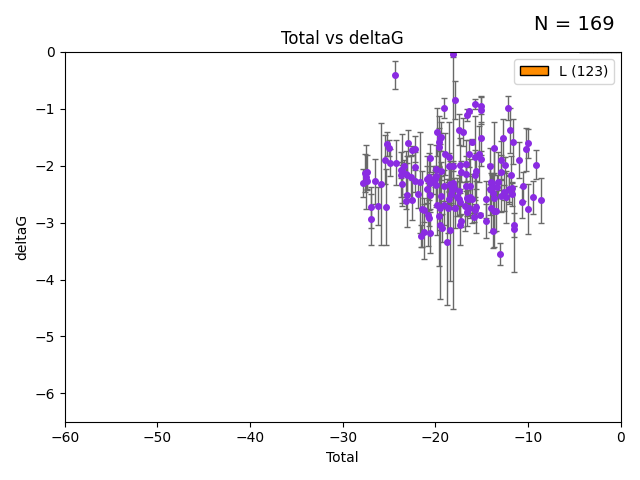 N = 169
Total vs deltaG
L (123)
deltaG
0
−1
−2
−3
−4
−5
−6
−60
−50
−40
−30
−20
−10
0
Total